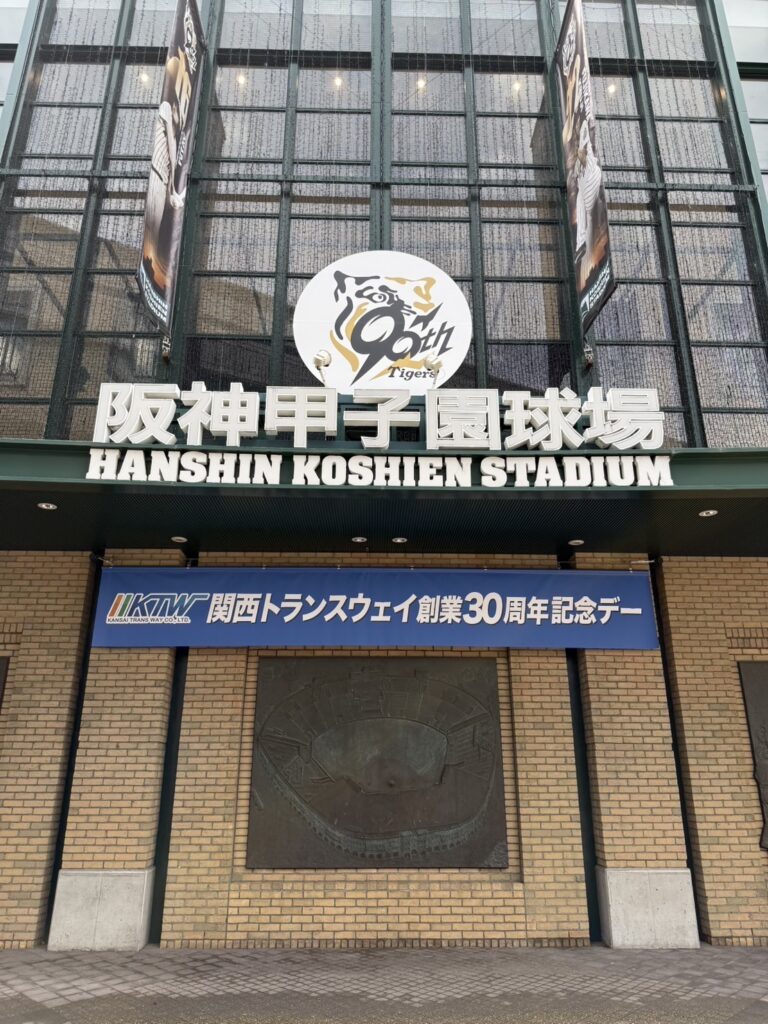 90th
Tigers
阪神甲子園球場
HANSHIN KOSHIEN STADIUM
KTW 関西トランスウェイ創業30周年記念デー
KANSAI TRANS WAY CO., LTD.